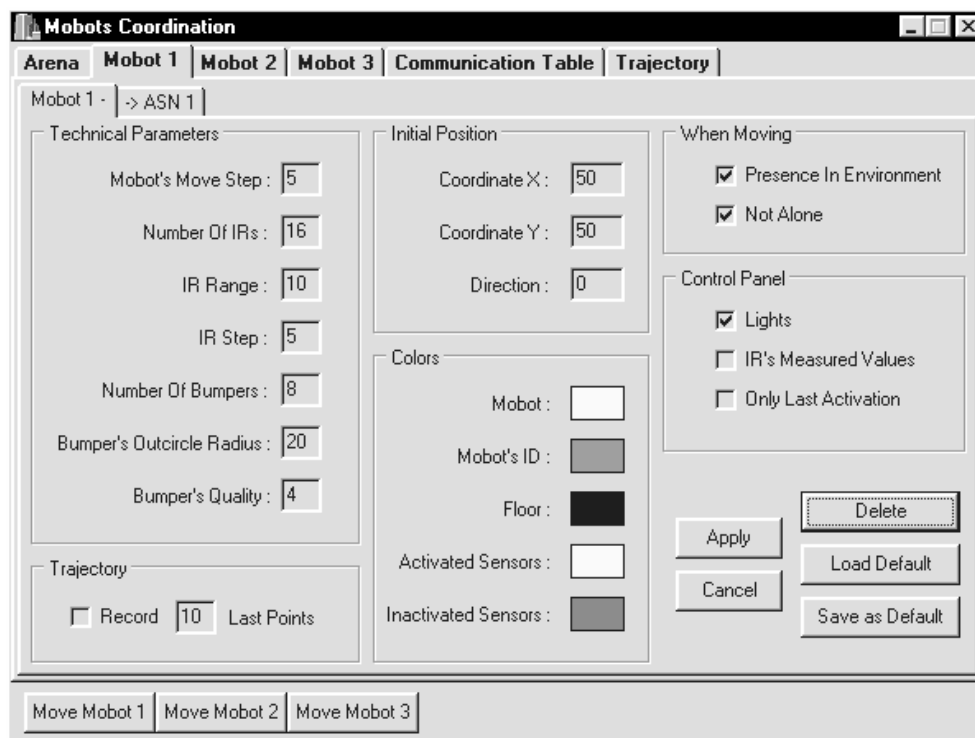 Mobots Coordination
Arena Mobot 1 Mobot 2 Mobot 3 Communication Table Trajectory
Mobot 1 - -> ASN 1
Technical Parameters
Mobot's Move Step : 5
Number Of IRs : 16
IR Range : 10
IR Step : 5
Number Of Bumpers : 8
Bumper's Outcircle Radius : 20
Bumper's Quality : 4
Trajectory
Record 10 Last Points
Initial Position
Coordinate X : 50
Coordinate Y : 50
Direction : 0
Colors
Mobot :
Mobot's ID :
Floor :
Activated Sensors :
Inactivated Sensors :
When Moving
Presence In Environment
Not Alone
Control Panel
Lights
IR's Measured Values
Only Last Activation
Apply
Cancel
Delete
Load Default
Save as Default
Move Mobot 1 Move Mobot 2 Move Mobot 3